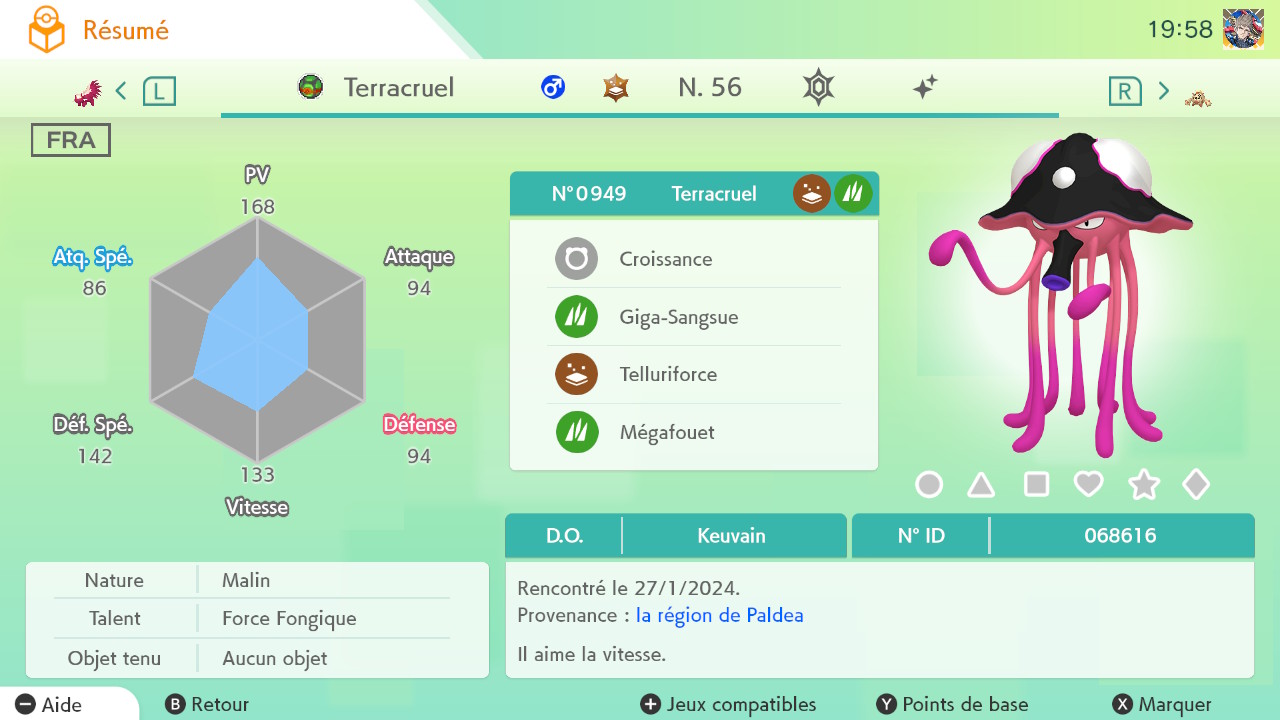 Résumé
19:58
L
Terracruel
N. 56
R
FRA
PV
168
Atq. Spé.
86
Attaque
94
Déf. Spé.
142
Défense
94
133
Vitesse
N°0949 Terracruel
Croissance
Giga-Sangsue
Telluriforce
Mégafouet
D.O. Keuvain
N° ID 068616
Nature Malin
Talent Force Fongique
Objet tenu Aucun objet
Rencontré le 27/1/2024.
Provenance : la région de Paldea
Il aime la vitesse.
Aide
B Retour
Jeux compatibles
Y Points de base
X Marquer